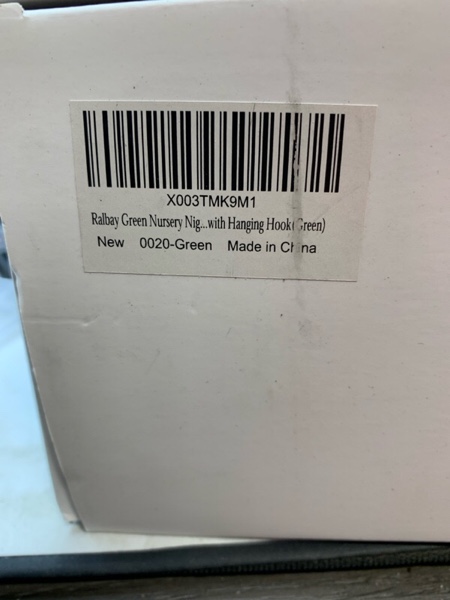 X003TMK9M1
Ralbay Green Nursery Nig...with Hanging Hook(Green)
New 0020-Green Made in China